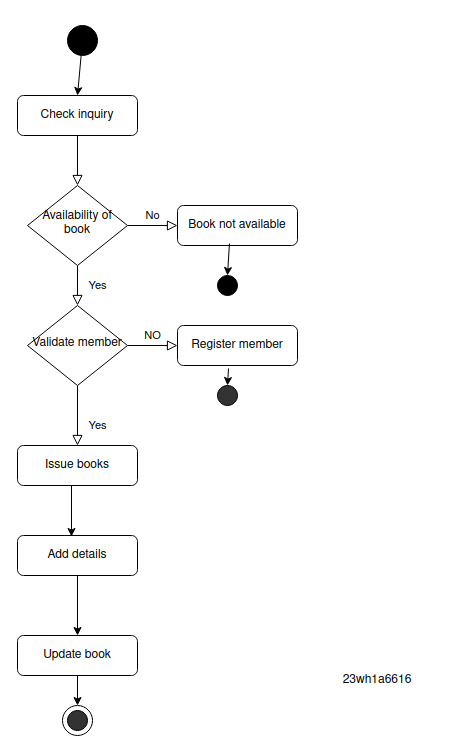 Check inquiry
Availability of
book
No
Book not available
Yes
Validate member
NO
Register member
Yes
Issue books
Add details
Update book
23wh1a6616